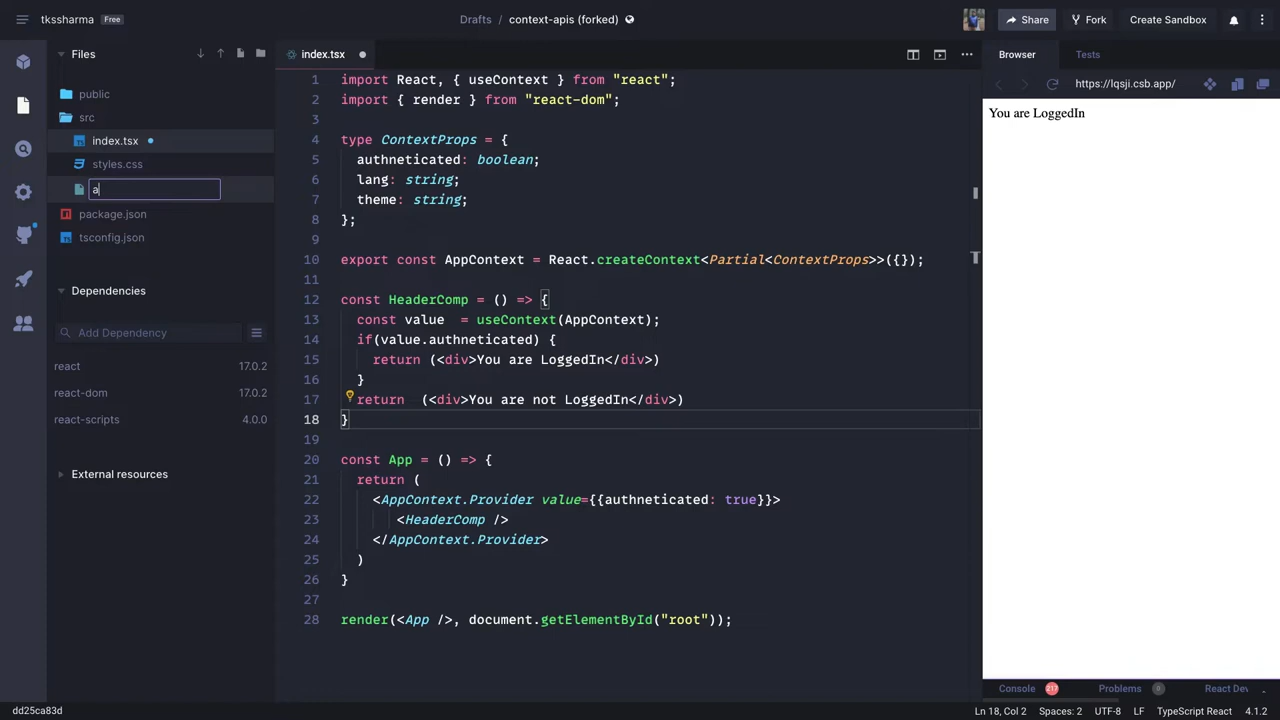 tkssharma Free Drafts / context-apis (forked) Share Fork Create Sandbox
Files
index.tsx
Browser Tests
https://lqsji.csb.app/
public
src
index.tsx
styles.css
a
package.json
tsconfig.json
Dependencies
Add Dependency
react 17.0.2
react-dom 17.0.2
react-scripts 4.0.0
External resources
1 import React, { useContext } from "react";
2 import { render } from "react-dom";
3
4 type ContextProps = {
5 authneticated: boolean;
6 lang: string;
7 theme: string;
8 };
9
10 export const AppContext = React.createContext<Partial<ContextProps>>({});
11
12 const HeaderComp = () => {
13 const value = useContext(AppContext);
14 if(value.authneticated) {
15 return (<div>You are LoggedIn</div>)
16 }
17 return (<div>You are not LoggedIn</div>)
18 }
19
20 const App = () => {
21 return (
22 <AppContext.Provider value={{authneticated: true}}>
23 <HeaderComp />
24 </AppContext.Provider>
25 )
26 }
27
28 render(<App />, document.getElementById("root"));
You are LoggedIn
Console 217 Problems 0 React Dev
dd25ca83d Ln 18, Col 2 Spaces: 2 UTF-8 LF TypeScript React 4.1.2